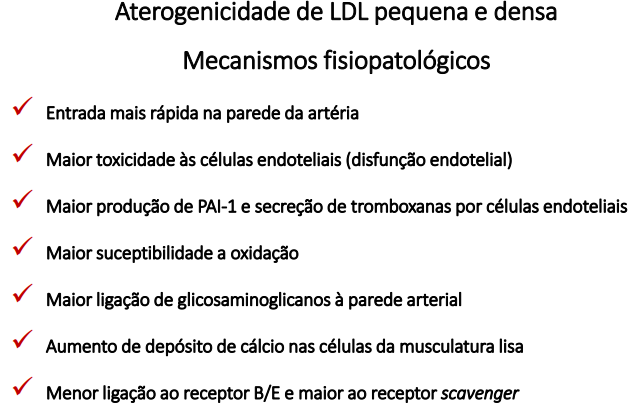 Aterogenicidade de LDL pequena e densa
Mecanismos fisiopatológicos
Entrada mais rápida na parede da artéria
Maior toxicidade às células endoteliais (disfunção endotelial)
Maior produção de PAI-1 e secreção de tromboxanas por células endoteliais
Maior suceptibilidade a oxidação
Maior ligação de glicosaminoglicanos à parede arterial
Aumento de depósito de cálcio nas células da musculatura lisa
Menor ligação ao receptor B/E e maior ao receptor scavenger